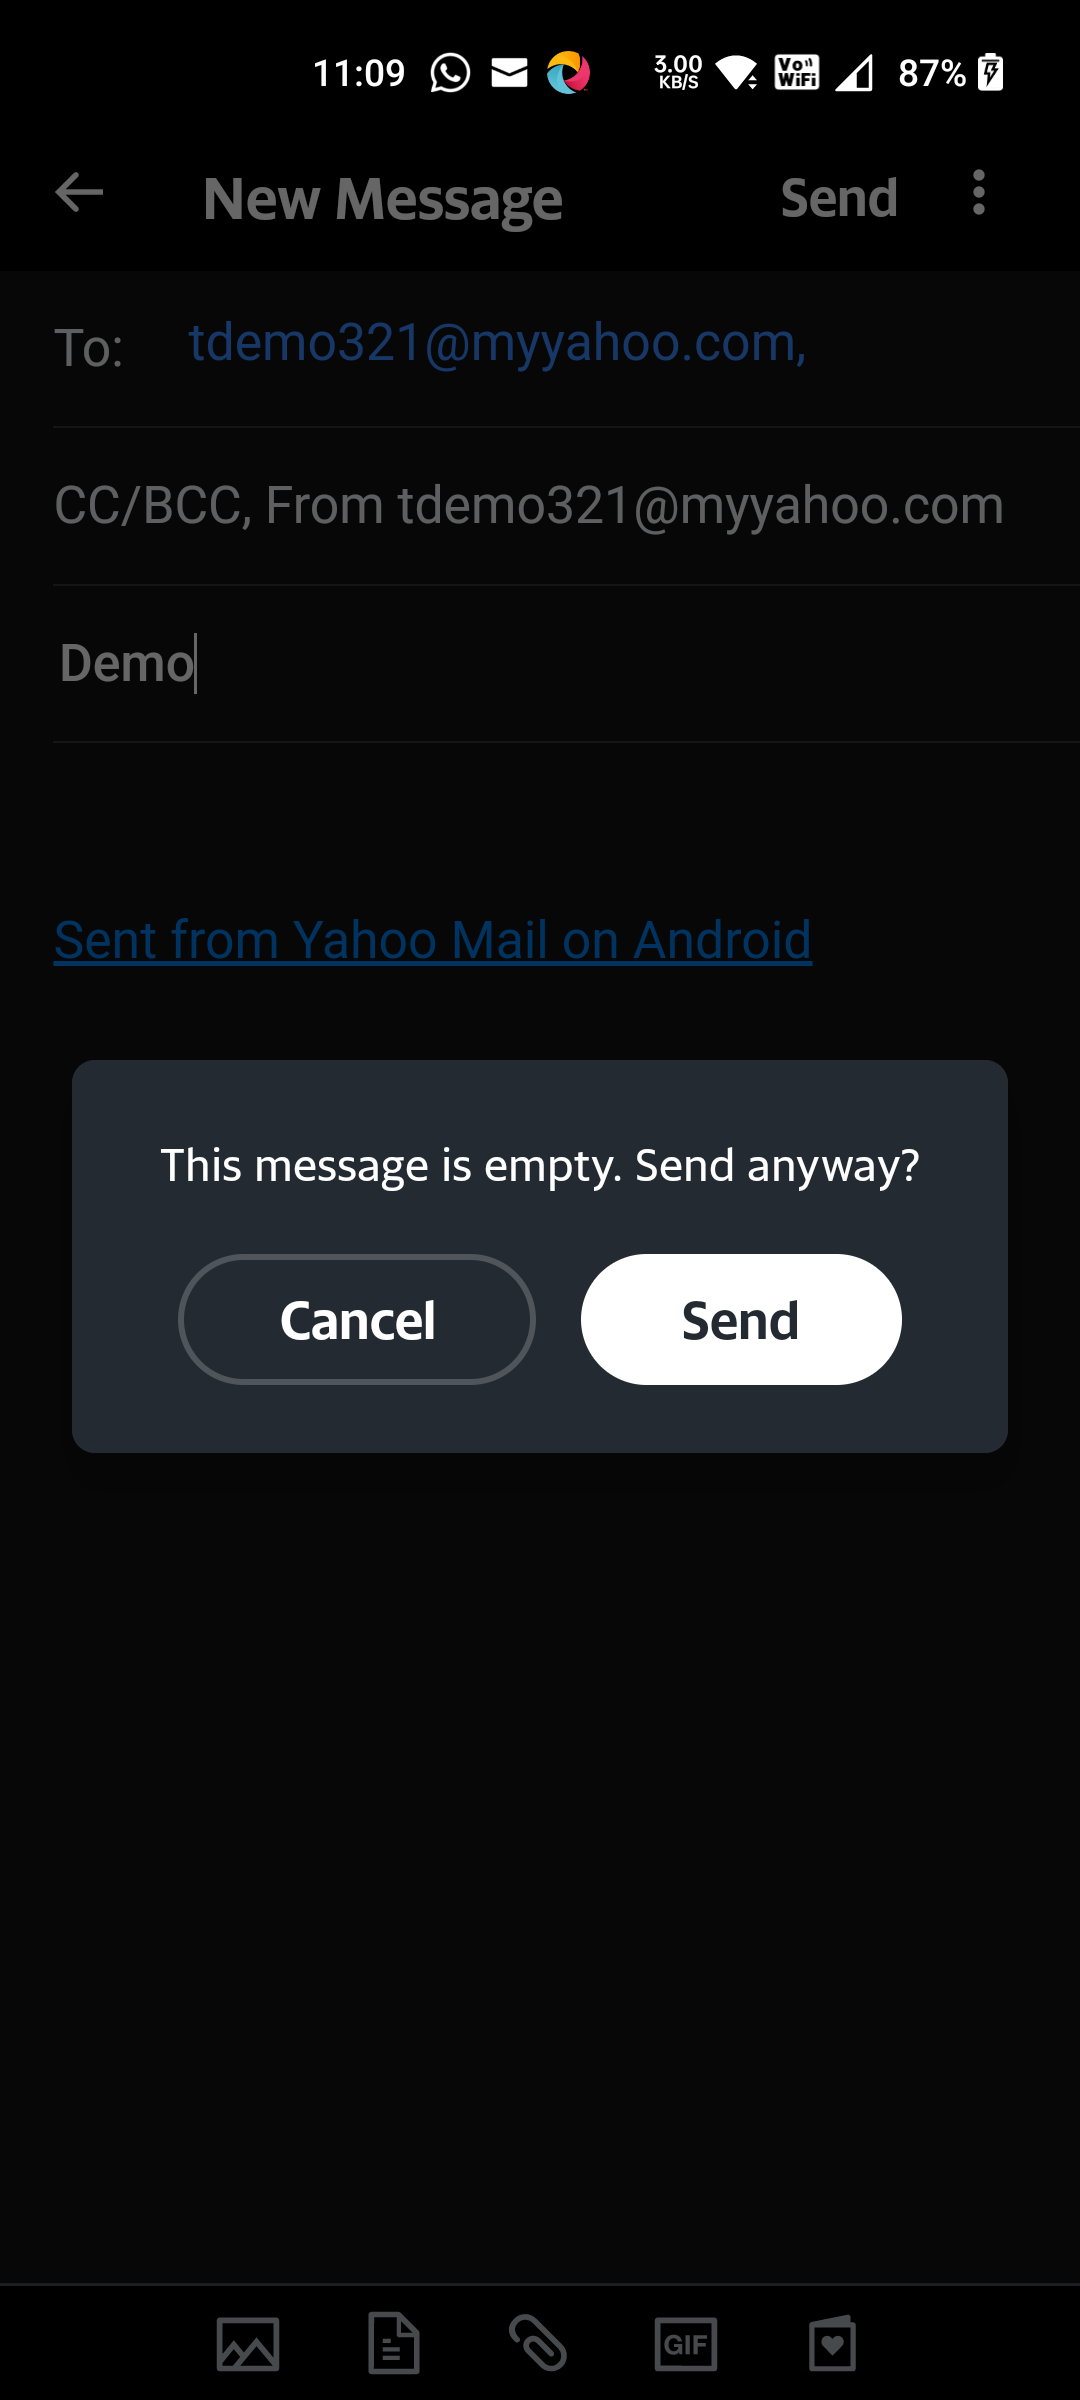 11:09 3.00 KB/S Vo WiFi 87%
New Message Send
To: tdemo321@myyahoo.com,
CC/BCC, From tdemo321@myyahoo.com
Demo
Sent from Yahoo Mail on Android
This message is empty. Send anyway?
Cancel Send
GIF